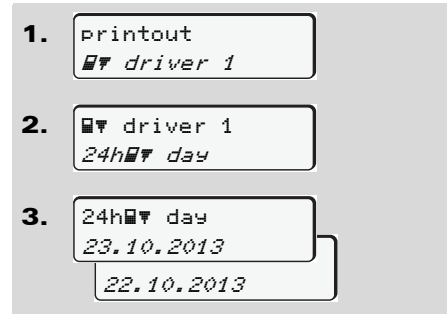 1. printout
driver 1
2. driver 1
24h day
3. 24h day
23.10.2013
22.10.2013